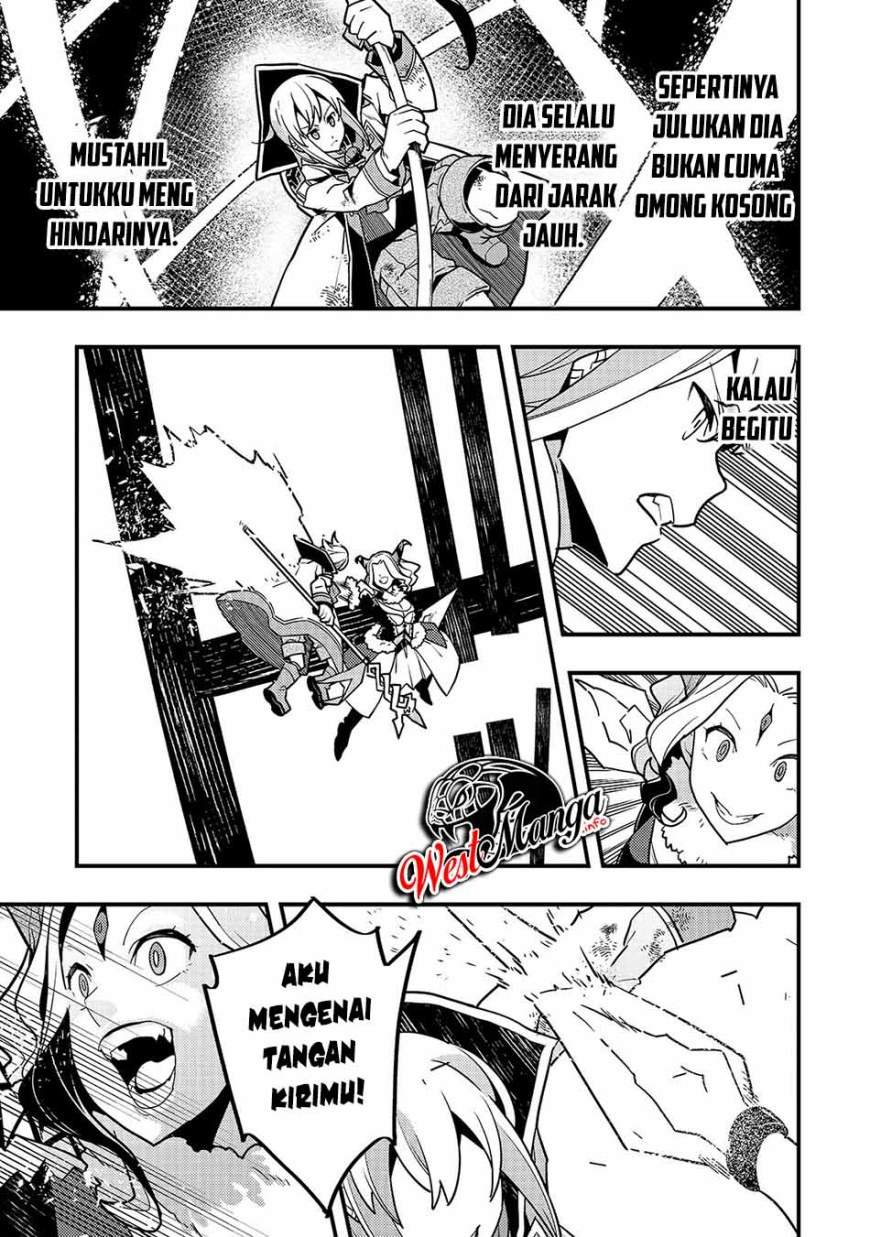 SEPERTINYA
JULUKAN DIA
BUKAN CUMA
OMONG KOSONG
DIA SELALU
MENYERANG
DARI JARAK
JAUH.
MUSTAHIL
UNTUKKU MENG
HINDARINYA.
KALAU
BEGITU
WestManga
.info
AKU
MENGENAI
TANGAN
KIRIMU!